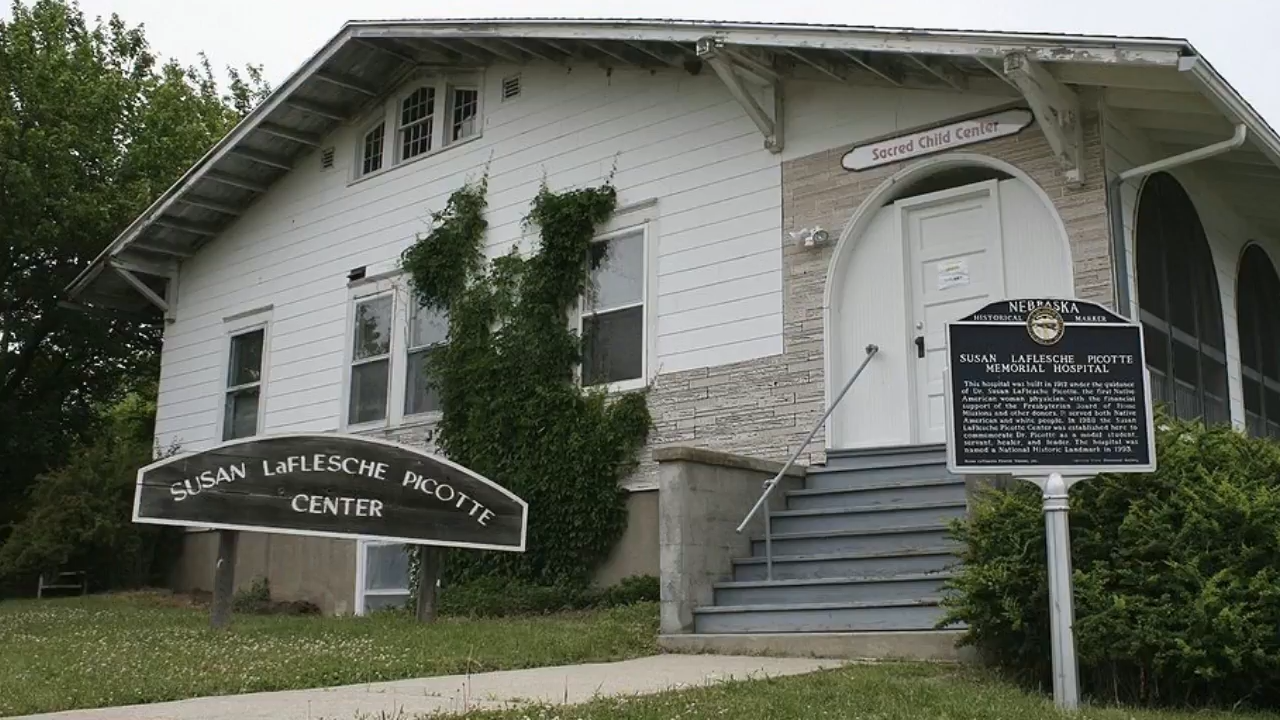 Sacred Child Center
SUSAN LaFLESCHE PICOTTE
CENTER
NEBRASKA
HISTORICAL MARKER
SUSAN LAFLESCHE PICOTTE
MEMORIAL HOSPITAL
This hospital was built in 1912 under the guidance
of Dr. Susan LaFlesche Picotte, the first Native
American woman physician, with the financial
support of the Presbyterian Board of Home
Missions and other donors. It served both Native
American and white people. In 1988 the Susan
LaFlesche Picotte Center was established here to
commemorate Dr. Picotte as a model student,
servant, healer, and leader. The hospital was
named a National Historic Landmark in 1993.